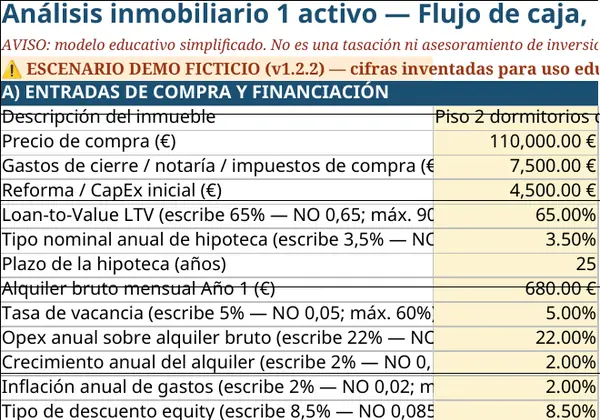 Análisis inmobiliario 1 activo — Flujo de caja,
AVISO: modelo educativo simplificado. No es una tasación ni asesoramiento de inversió
⚠ ESCENARIO DEMO FICTICIO (v1.2.2) — cifras inventadas para uso edu
A) ENTRADAS DE COMPRA Y FINANCIACIÓN
Descripción del inmueble Piso 2 dormitorios
Precio de compra (€) 110,000.00 €
Gastos de cierre / notaría / impuestos de compra (€ 7,500.00 €
Reforma / CapEx inicial (€) 4,500.00 €
Loan-to-Value LTV (escribe 65% — NO 0,65; máx. 90 65.00%
Tipo nominal anual de hipoteca (escribe 3,5% — NO 3.50%
Plazo de la hipoteca (años) 25
Alquiler bruto mensual Año 1 (€) 680.00 €
Tasa de vacancia (escribe 5% — NO 0,05; máx. 60%) 5.00%
Opex anual sobre alquiler bruto (escribe 22% — NO 22.00%
Crecimiento anual del alquiler (escribe 2% — NO 0, 2.00%
Inflación anual de gastos (escribe 2% — NO 0,02; m 2.00%
Tipo de descuento equity (escribe 8,5% — NO 0,085 8.50%